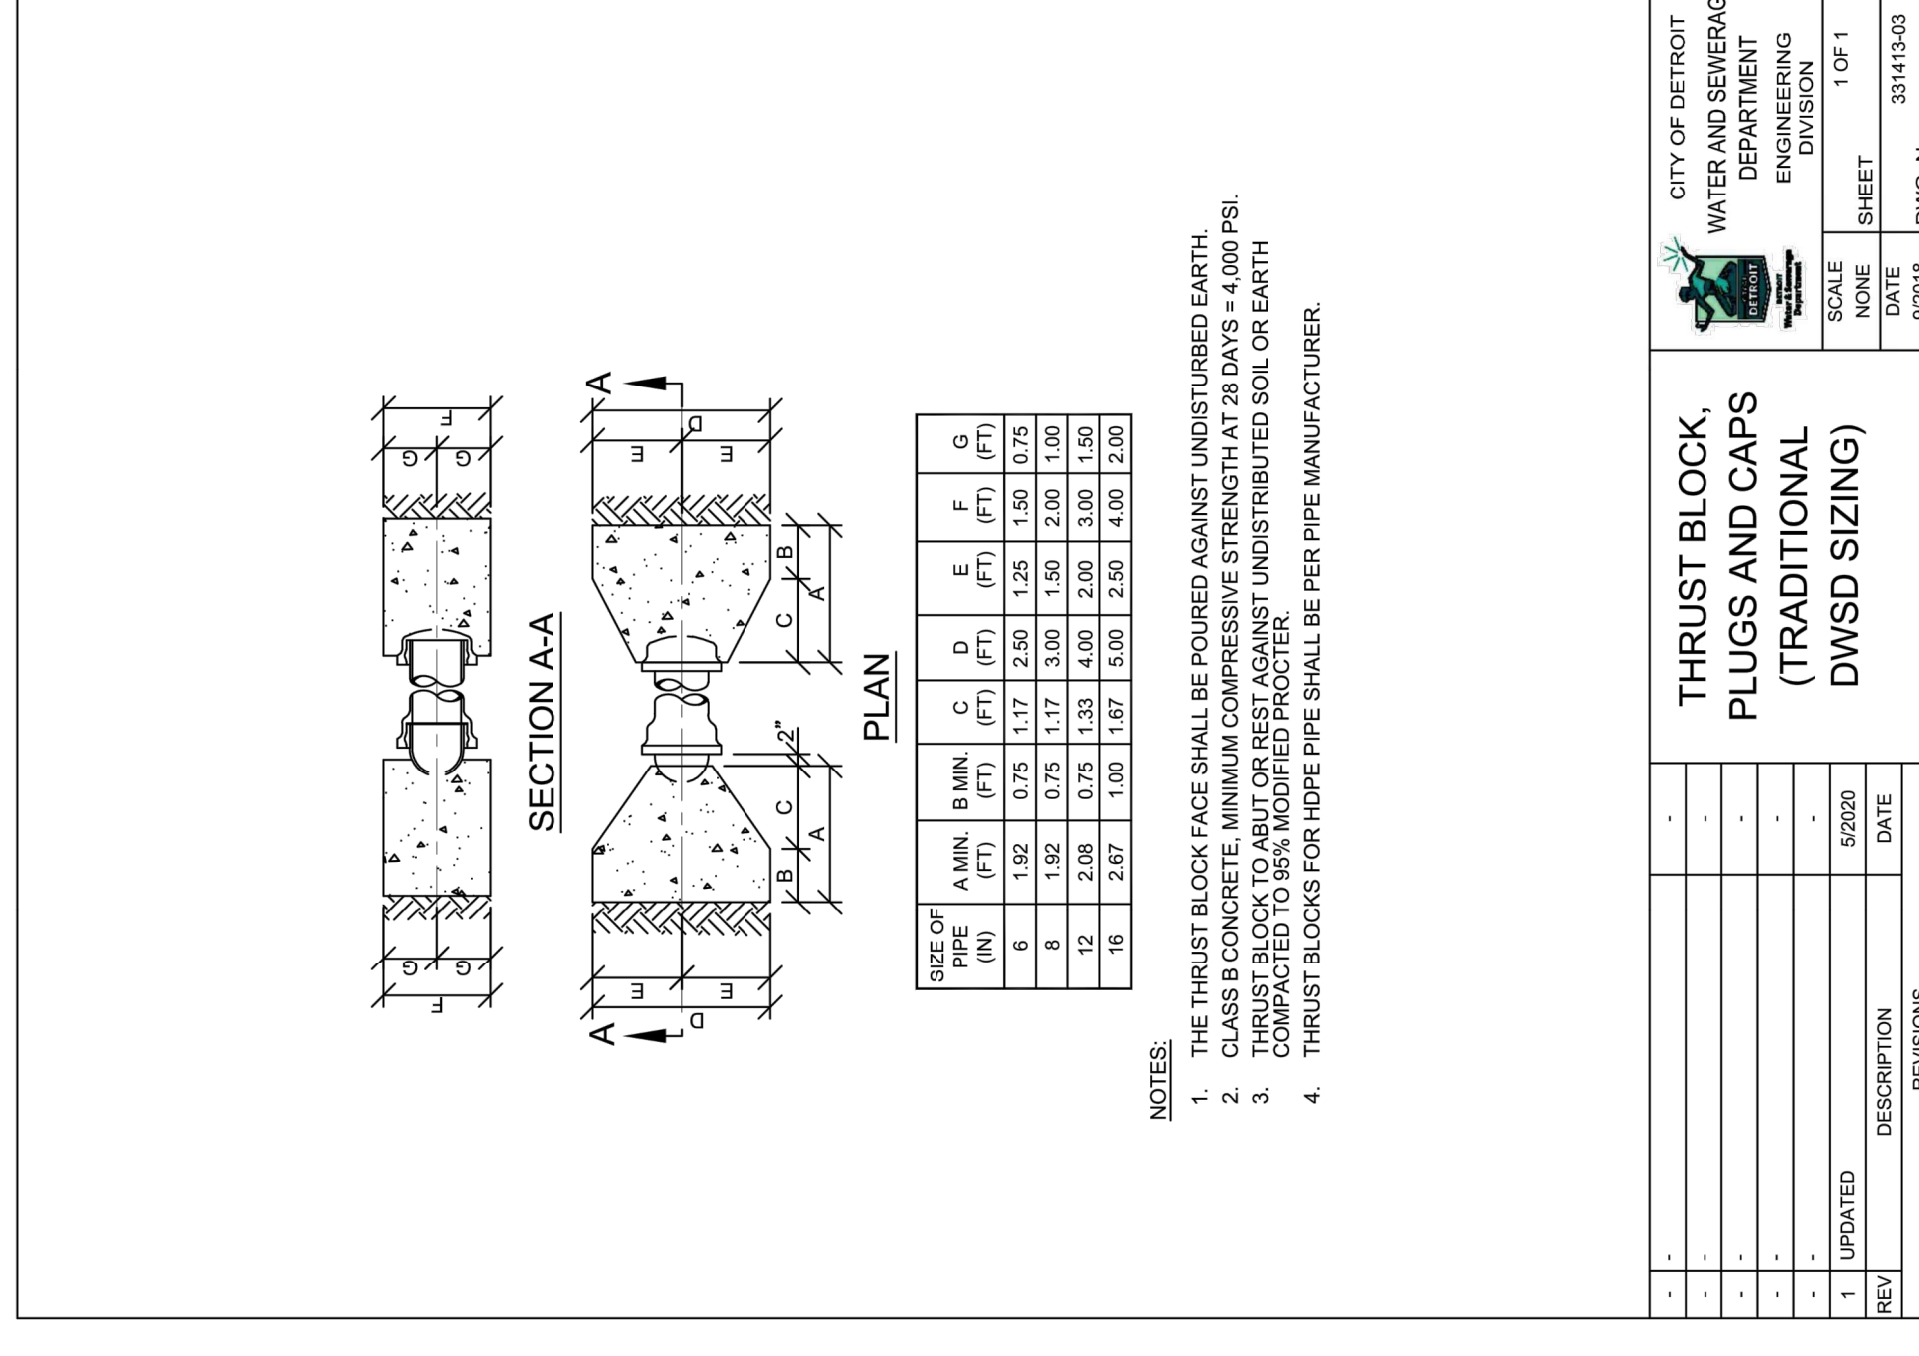 F
G
G
F
G
G
SECTION A-A
A
D
E
E
B
C
A
2"
A
D
E
E
C
B
A
PLAN
SIZE OF PIPE (IN) A MIN. (FT) B MIN. (FT) C (FT) D (FT) E (FT) F (FT) G (FT)
6 1.92 0.75 1.17 2.50 1.25 1.50 0.75
8 1.92 0.75 1.17 3.00 1.50 2.00 1.00
12 2.08 0.75 1.33 4.00 2.00 3.00 1.50
16 2.67 1.00 1.67 5.00 2.50 4.00 2.00
NOTES:
1. THE THRUST BLOCK FACE SHALL BE POURED AGAINST UNDISTURBED EARTH.
2. CLASS B CONCRETE, MINIMUM COMPRESSIVE STRENGTH AT 28 DAYS = 4,000 PSI.
3. THRUST BLOCK TO ABUT OR REST AGAINST UNDISTRIBUTED SOIL OR EARTH
COMPACTED TO 95% MODIFIED PROCTER.
4. THRUST BLOCKS FOR HDPE PIPE SHALL BE PER PIPE MANUFACTURER.
- - -
- - -
- - -
- - -
- - -
1 UPDATED 5/2020
REV DESCRIPTION DATE
REVISIONS
THRUST BLOCK,
PLUGS AND CAPS
(TRADITIONAL
DWSD SIZING)
DETROIT
DETROIT
Water & Sewerage
Department
CITY OF DETROIT
WATER AND SEWERAG
DEPARTMENT
ENGINEERING
DIVISION
SCALE
NONE
SHEET
1 OF 1
DATE
331413-03